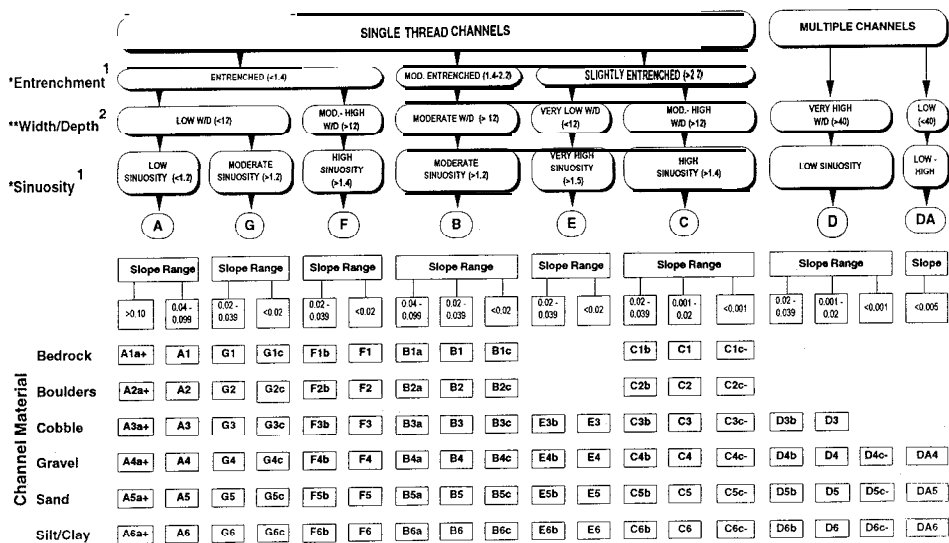 SINGLE THREAD CHANNELS MULTIPLE CHANNELS
*Entrenchment1 ENTRENCHED (<1.4) MOD. ENTRENCHED (1.4-2.2) SLIGHTLY ENTRENCHED (>2.2)
**Width/Depth2 LOW W/D (<12) MOD.- HIGH W/D (>12) MODERATE W/D (> 12) VERY LOW W/D (<12) MOD.- HIGH W/D (>12) VERY HIGH W/D (>40) LOW (<40)
*Sinuosity1 LOW SINUOSITY (<1.2) MODERATE SINUOSITY (>1.2) HIGH SINUOSITY (>1.4) MODERATE SINUOSITY (>1.2) VERY HIGH SINUOSITY (>1.5) HIGH SINUOSITY (>1.4) LOW SINUOSITY LOW - HIGH
A G F B E C D DA
Slope Range Slope Range Slope Range Slope Range Slope Range Slope Range Slope Range Slope
>0.10 0.04 - 0.099 0.02 - 0.039 <0.02 0.02 - 0.039 <0.02 0.04 - 0.099 0.02 - 0.039 <0.02 0.02 - 0.039 <0.02 0.02 - 0.039 0.001 - 0.02 <0.001 0.02 - 0.039 0.001 - 0.02 <0.001 <0.005
Channel Material
Bedrock A1a+ A1 G1 G1c F1b F1 B1a B1 B1c C1b C1 C1c-
Boulders A2a+ A2 G2 G2c F2b F2 B2a B2 B2c C2b C2 C2c-
Cobble A3a+ A3 G3 G3c F3b F3 B3a B3 B3c E3b E3 C3b C3 C3c- D3b D3
Gravel A4a+ A4 G4 G4c F4b F4 B4a B4 B4c E4b E4 C4b C4 C4c- D4b D4 D4c- DA4
Sand A5a+ A5 G5 G5c F5b F5 B5a B5 B5c E5b E5 C5b C5 C5c- D5b D5 D5c- DA5
Silt/Clay A6a+ A6 G6 G6c F6b F6 B6a B6 B6c E6b E6 C6b C6 C6c- D6b D6 D6c- DA6